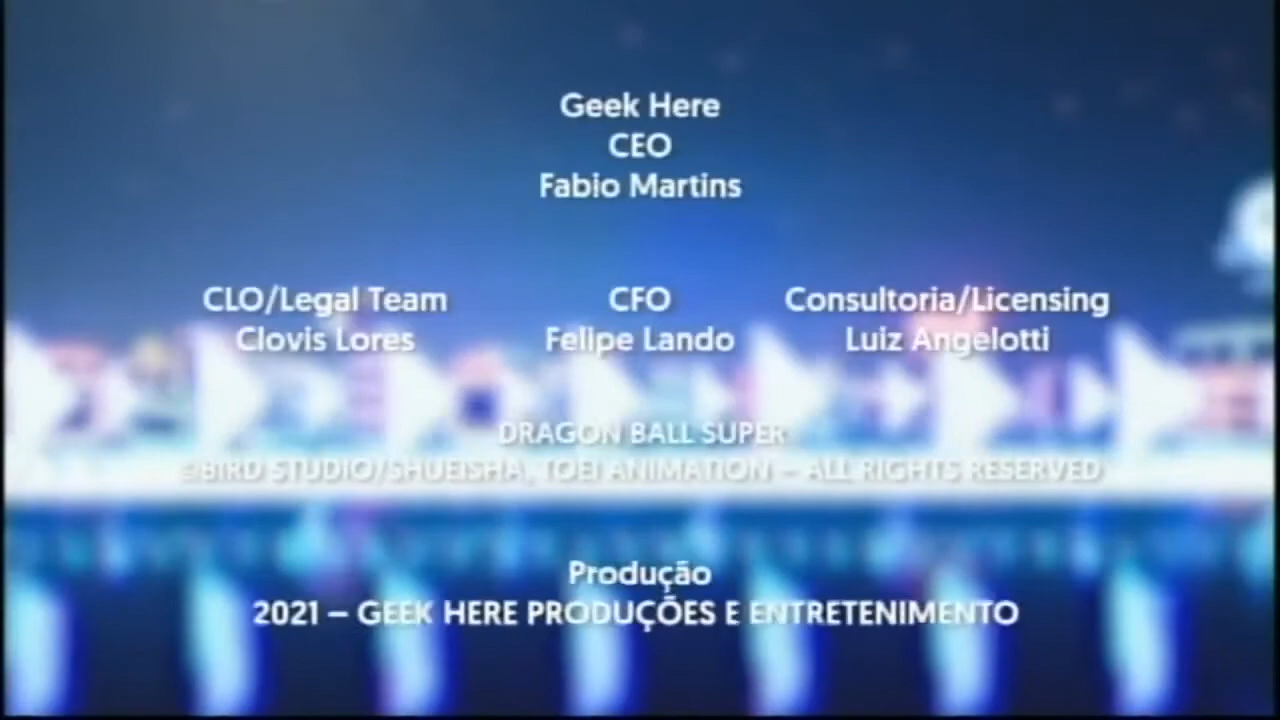 Geek Here
CEO
Fabio Martins
CLO/Legal Team
Clovis Lores
CFO
Felipe Lando
Consultoria/Licensing
Luiz Angelotti
DRAGON BALL SUPER
©BIRD STUDIO/SHUEISHA, TOEI ANIMATION – ALL RIGHTS RESERVED
Produção
2021 – GEEK HERE PRODUÇÕES E ENTRETENIMENTO